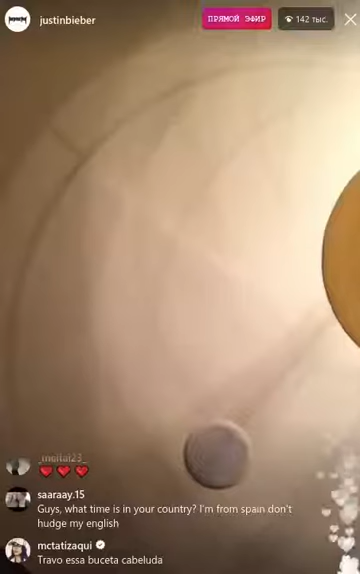 justinbieber
ПРЯМОЙ ЭФИР
142 тыс.
_moital23_
saaraay.15
Guys, what time is in your country? I'm from spain don't
hudge my english
mctatizaqui
Travo essa buceta cabeluda